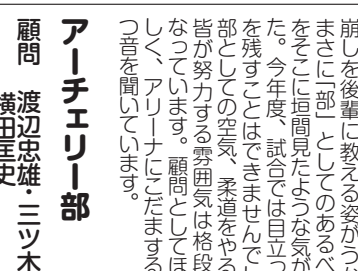 崩しを後輩に教える姿がうか
まさに「部」としてのあるべ
をそこに垣間見たような気が
た。今年度、試合では目立つ
を残すことはできませんでし
部としての空気、柔道をやる
皆が努力する雰囲気は格段
なっています。顧問としてほ
しく、アリーナにこだまする
つ音を聞いています。
アーチェリー部
顧問 渡辺忠雄・三ツ木
横田匡史